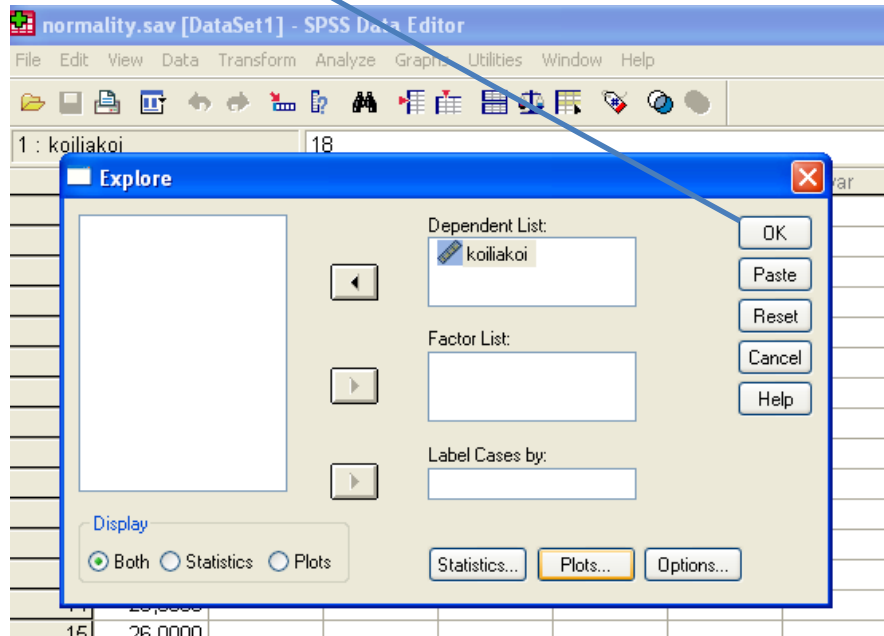 normality.sav [DataSet1] - SPSS Data Editor
File Edit View Data Transform Analyze Graphs Utilities Window Help
1 : koiliakoi 18
var
Explore
Dependent List:
koiliakoi
Factor List:
Label Cases by:
OK
Paste
Reset
Cancel
Help
Display
Both Statistics Plots
Statistics... Plots... Options...
15 26,0000